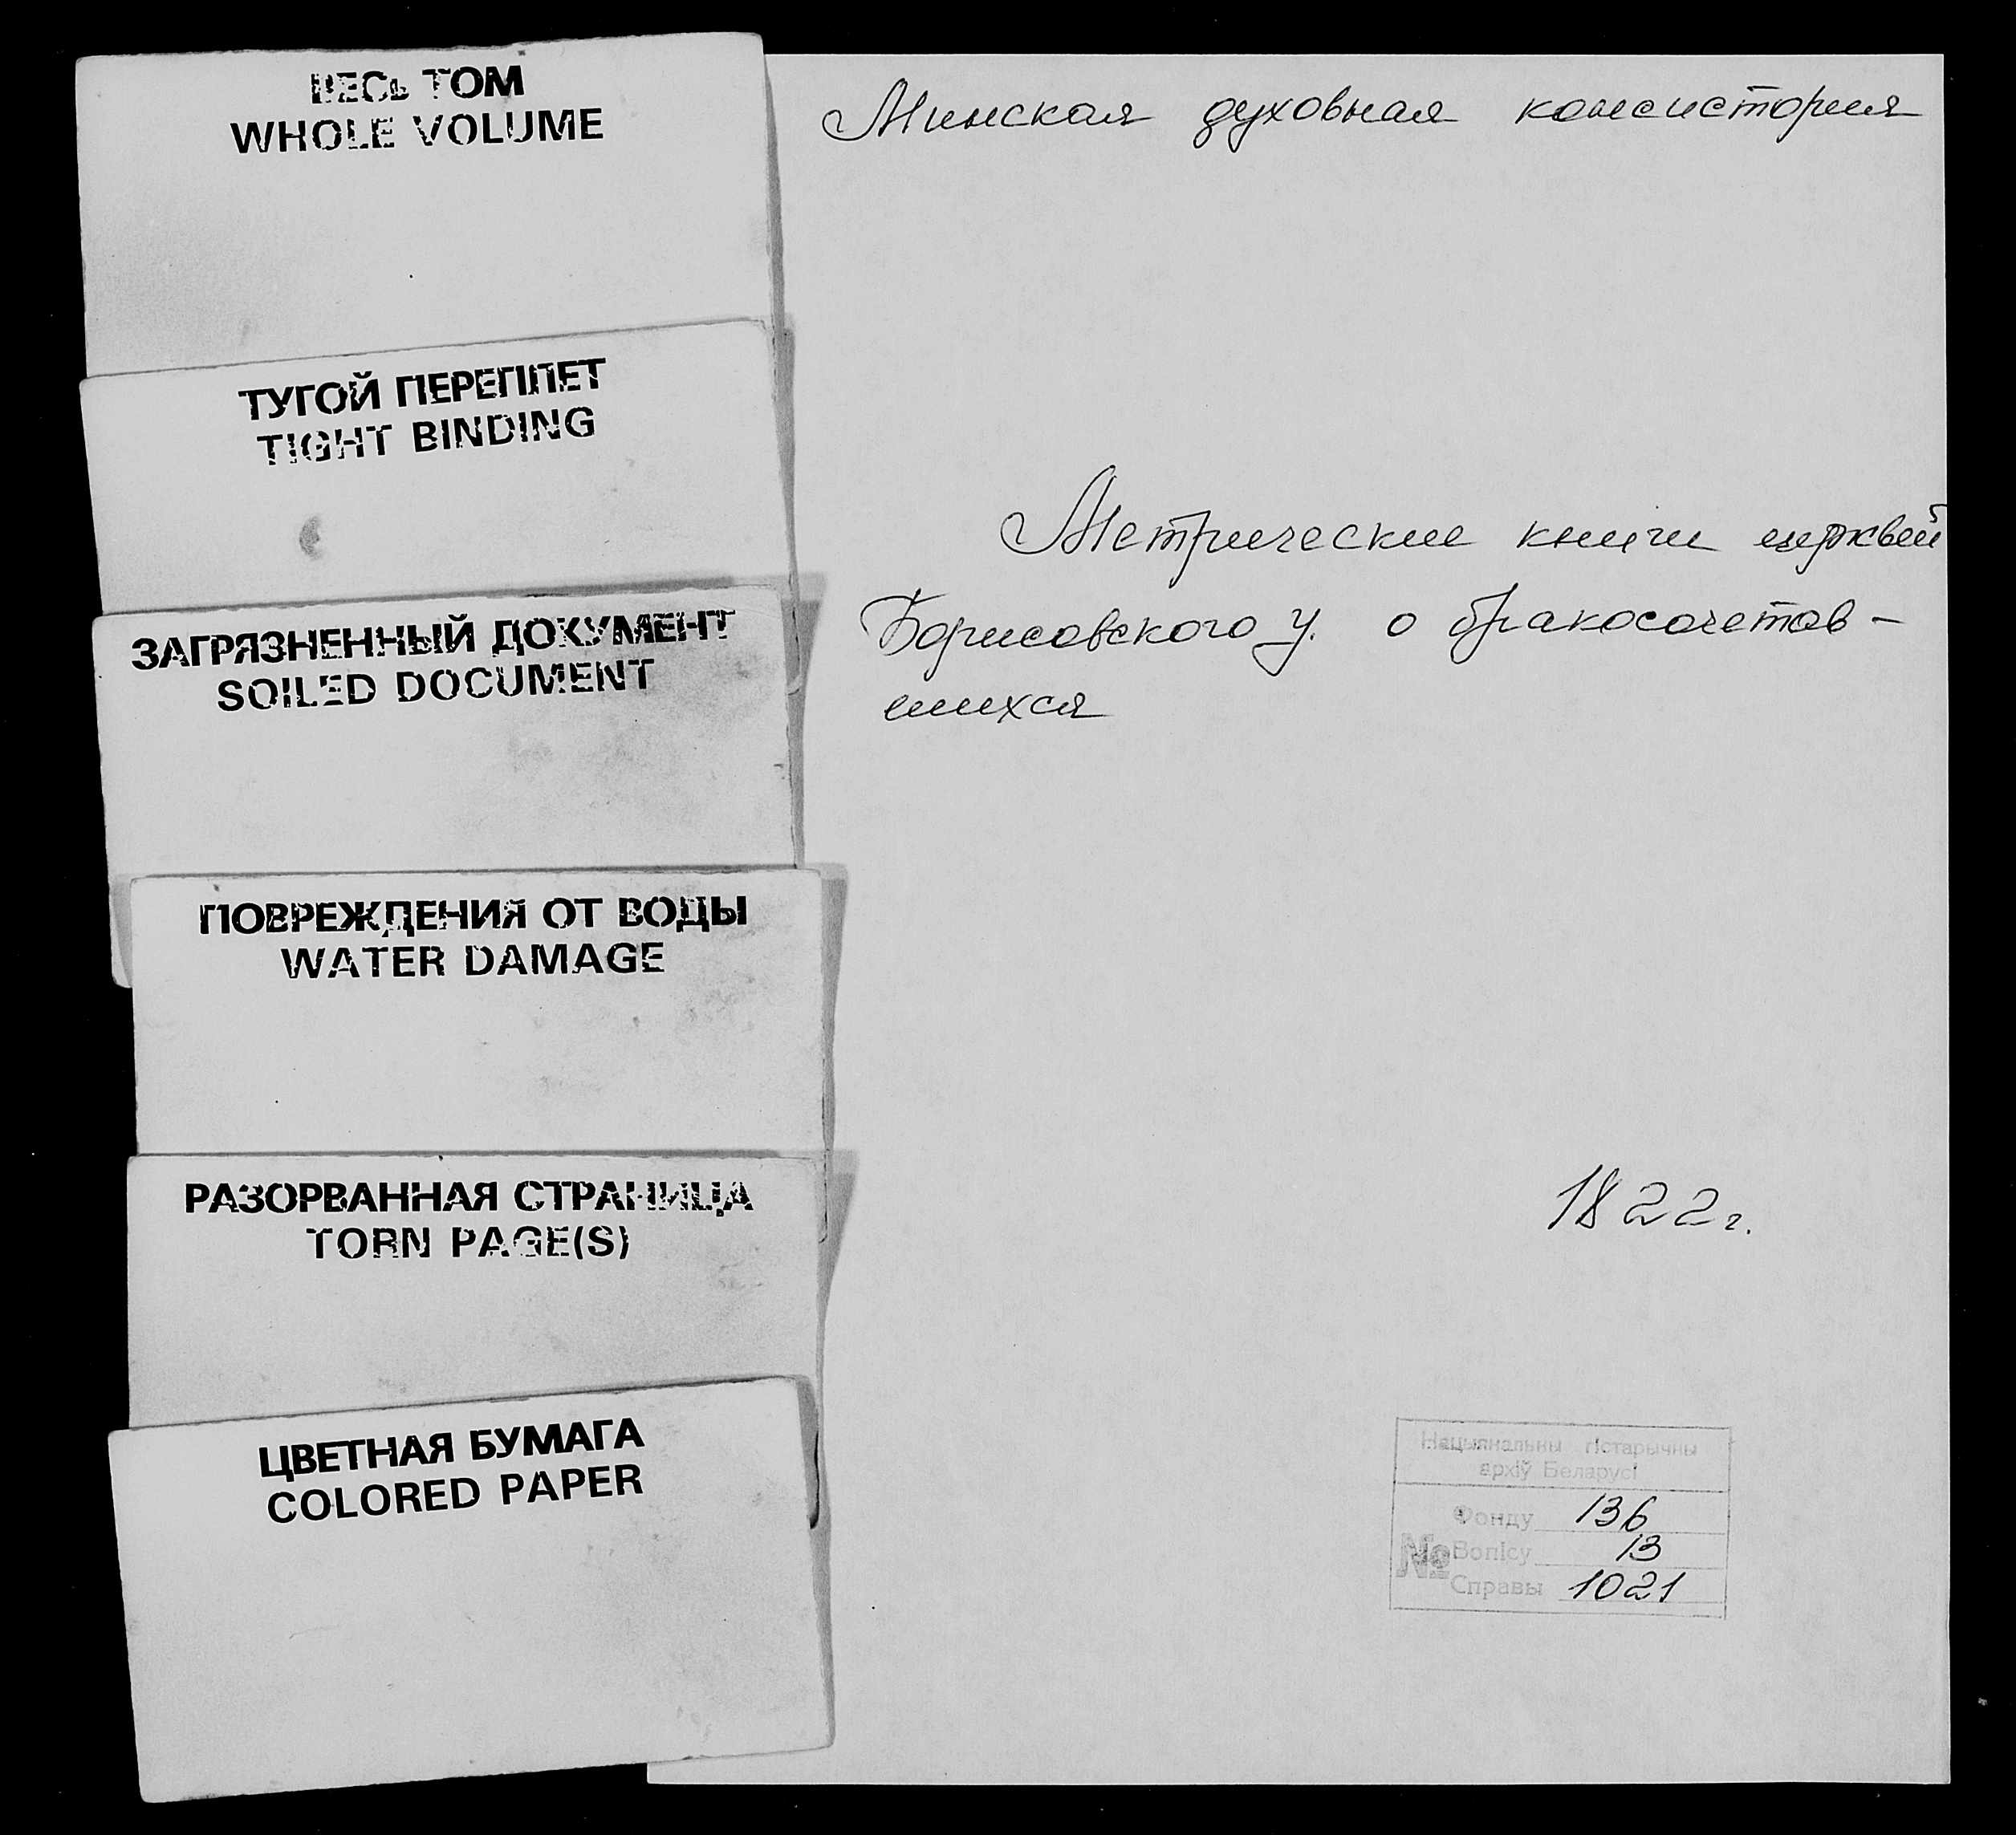 ВЕСЬ ТОМ
WHOLE VOLUME
ТУГОЙ ПЕРЕПЛЕТ
TIGHT BINDING
ЗАГРЯЗНЕННЫЙ ДОКУМЕНТ
SOILED DOCUMENT
ПОВРЕЖДЕНИЯ ОТ ВОДЫ
WATER DAMAGE
РАЗОРВАННАЯ СТРАНИЦА
TORN PAGE(S)
ЦВЕТНАЯ БУМАГА
COLORED PAPER
Минская духовная консистория
Метрические книги церквей
Борисовского у. о бракосочетав-
шихся
1822 г.
Нацыянальны гістарычны
архіў Беларусі
Фонду 136
№ Вопісу 13
Справы 1021